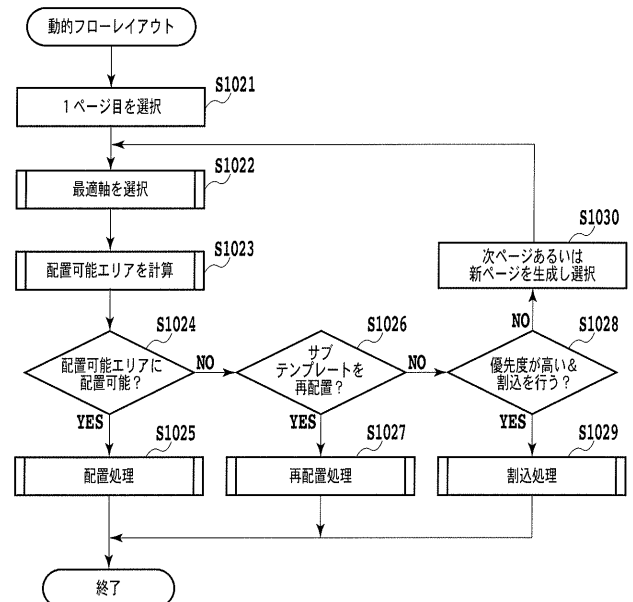 動的フローレイアウト
S1021
1ページ目を選択
S1022
最適軸を選択
S1030
次ページあるいは
新ページを生成し選択
S1023
配置可能エリアを計算
S1024
配置可能エリアに
配置可能?
NO
YES
S1026
サブ
テンプレートを
再配置?
NO
YES
S1028
優先度が高い&
割込を行う?
NO
YES
S1025
配置処理
S1027
再配置処理
S1029
割込処理
終了